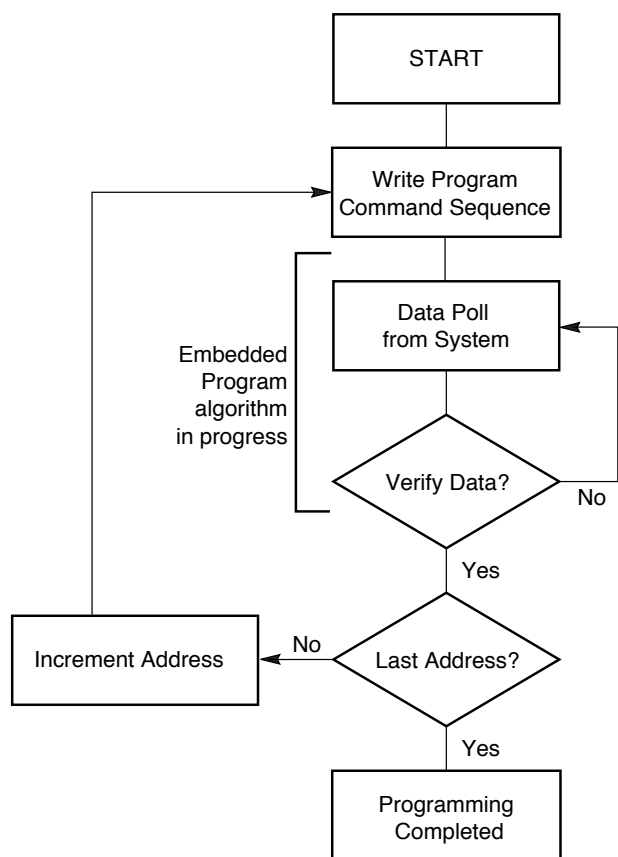 START
Write Program
Command Sequence
Data Poll
from System
Embedded
Program
algorithm
in progress
Verify Data?
No
Yes
Increment Address
No
Last Address?
Yes
Programming
Completed